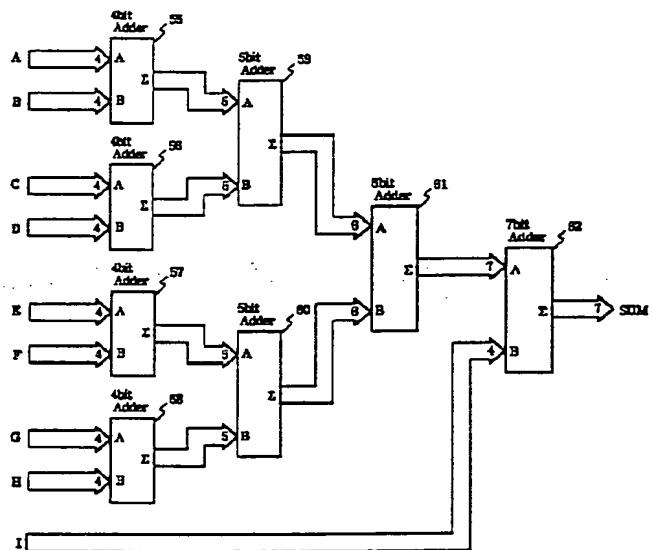 4bit
Adder 55
A 4 A
Σ
B 4 B
5bit
Adder 59
5 A
Σ
5 B
4bit
Adder 56
C 4 A
Σ
D 4 B
6bit
Adder 61
6 A
Σ
6 B
7bit
Adder 62
7 A
Σ 7 SUM
4 B
4bit
Adder 57
E 4 A
Σ
F 4 B
5bit
Adder 60
5 A
Σ
5 B
4bit
Adder 58
G 4 A
Σ
H 4 B
I